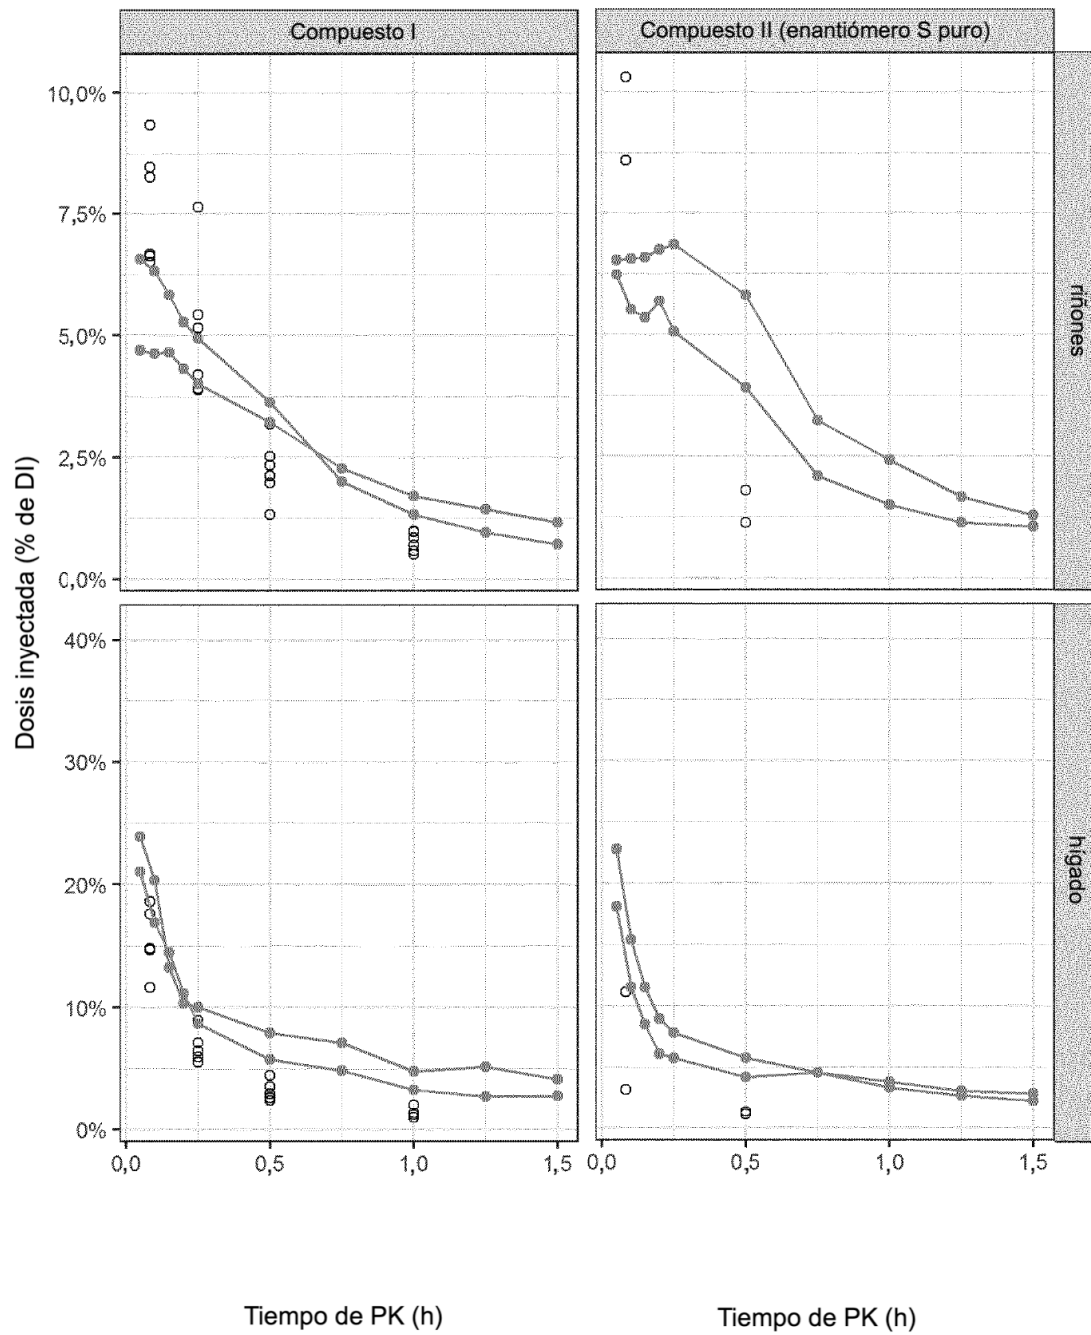 Compuesto I
Compuesto II (enantiómero S puro)
Dosis inyectada (% de DI)
10,0%
7,5%
5,0%
2,5%
0,0%
riñones
40%
30%
20%
10%
0%
hígado
0,0 0,5 1,0 1,5
0,0 0,5 1,0 1,5
Tiempo de PK (h)
Tiempo de PK (h)